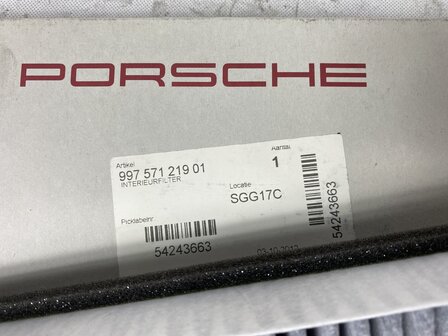 PORSCHE
Artikel
997 571 219 01
INTERIEURFILTER
Aantal
1
Locatie
SGG17C
Picklabelnr
54243663
54243663